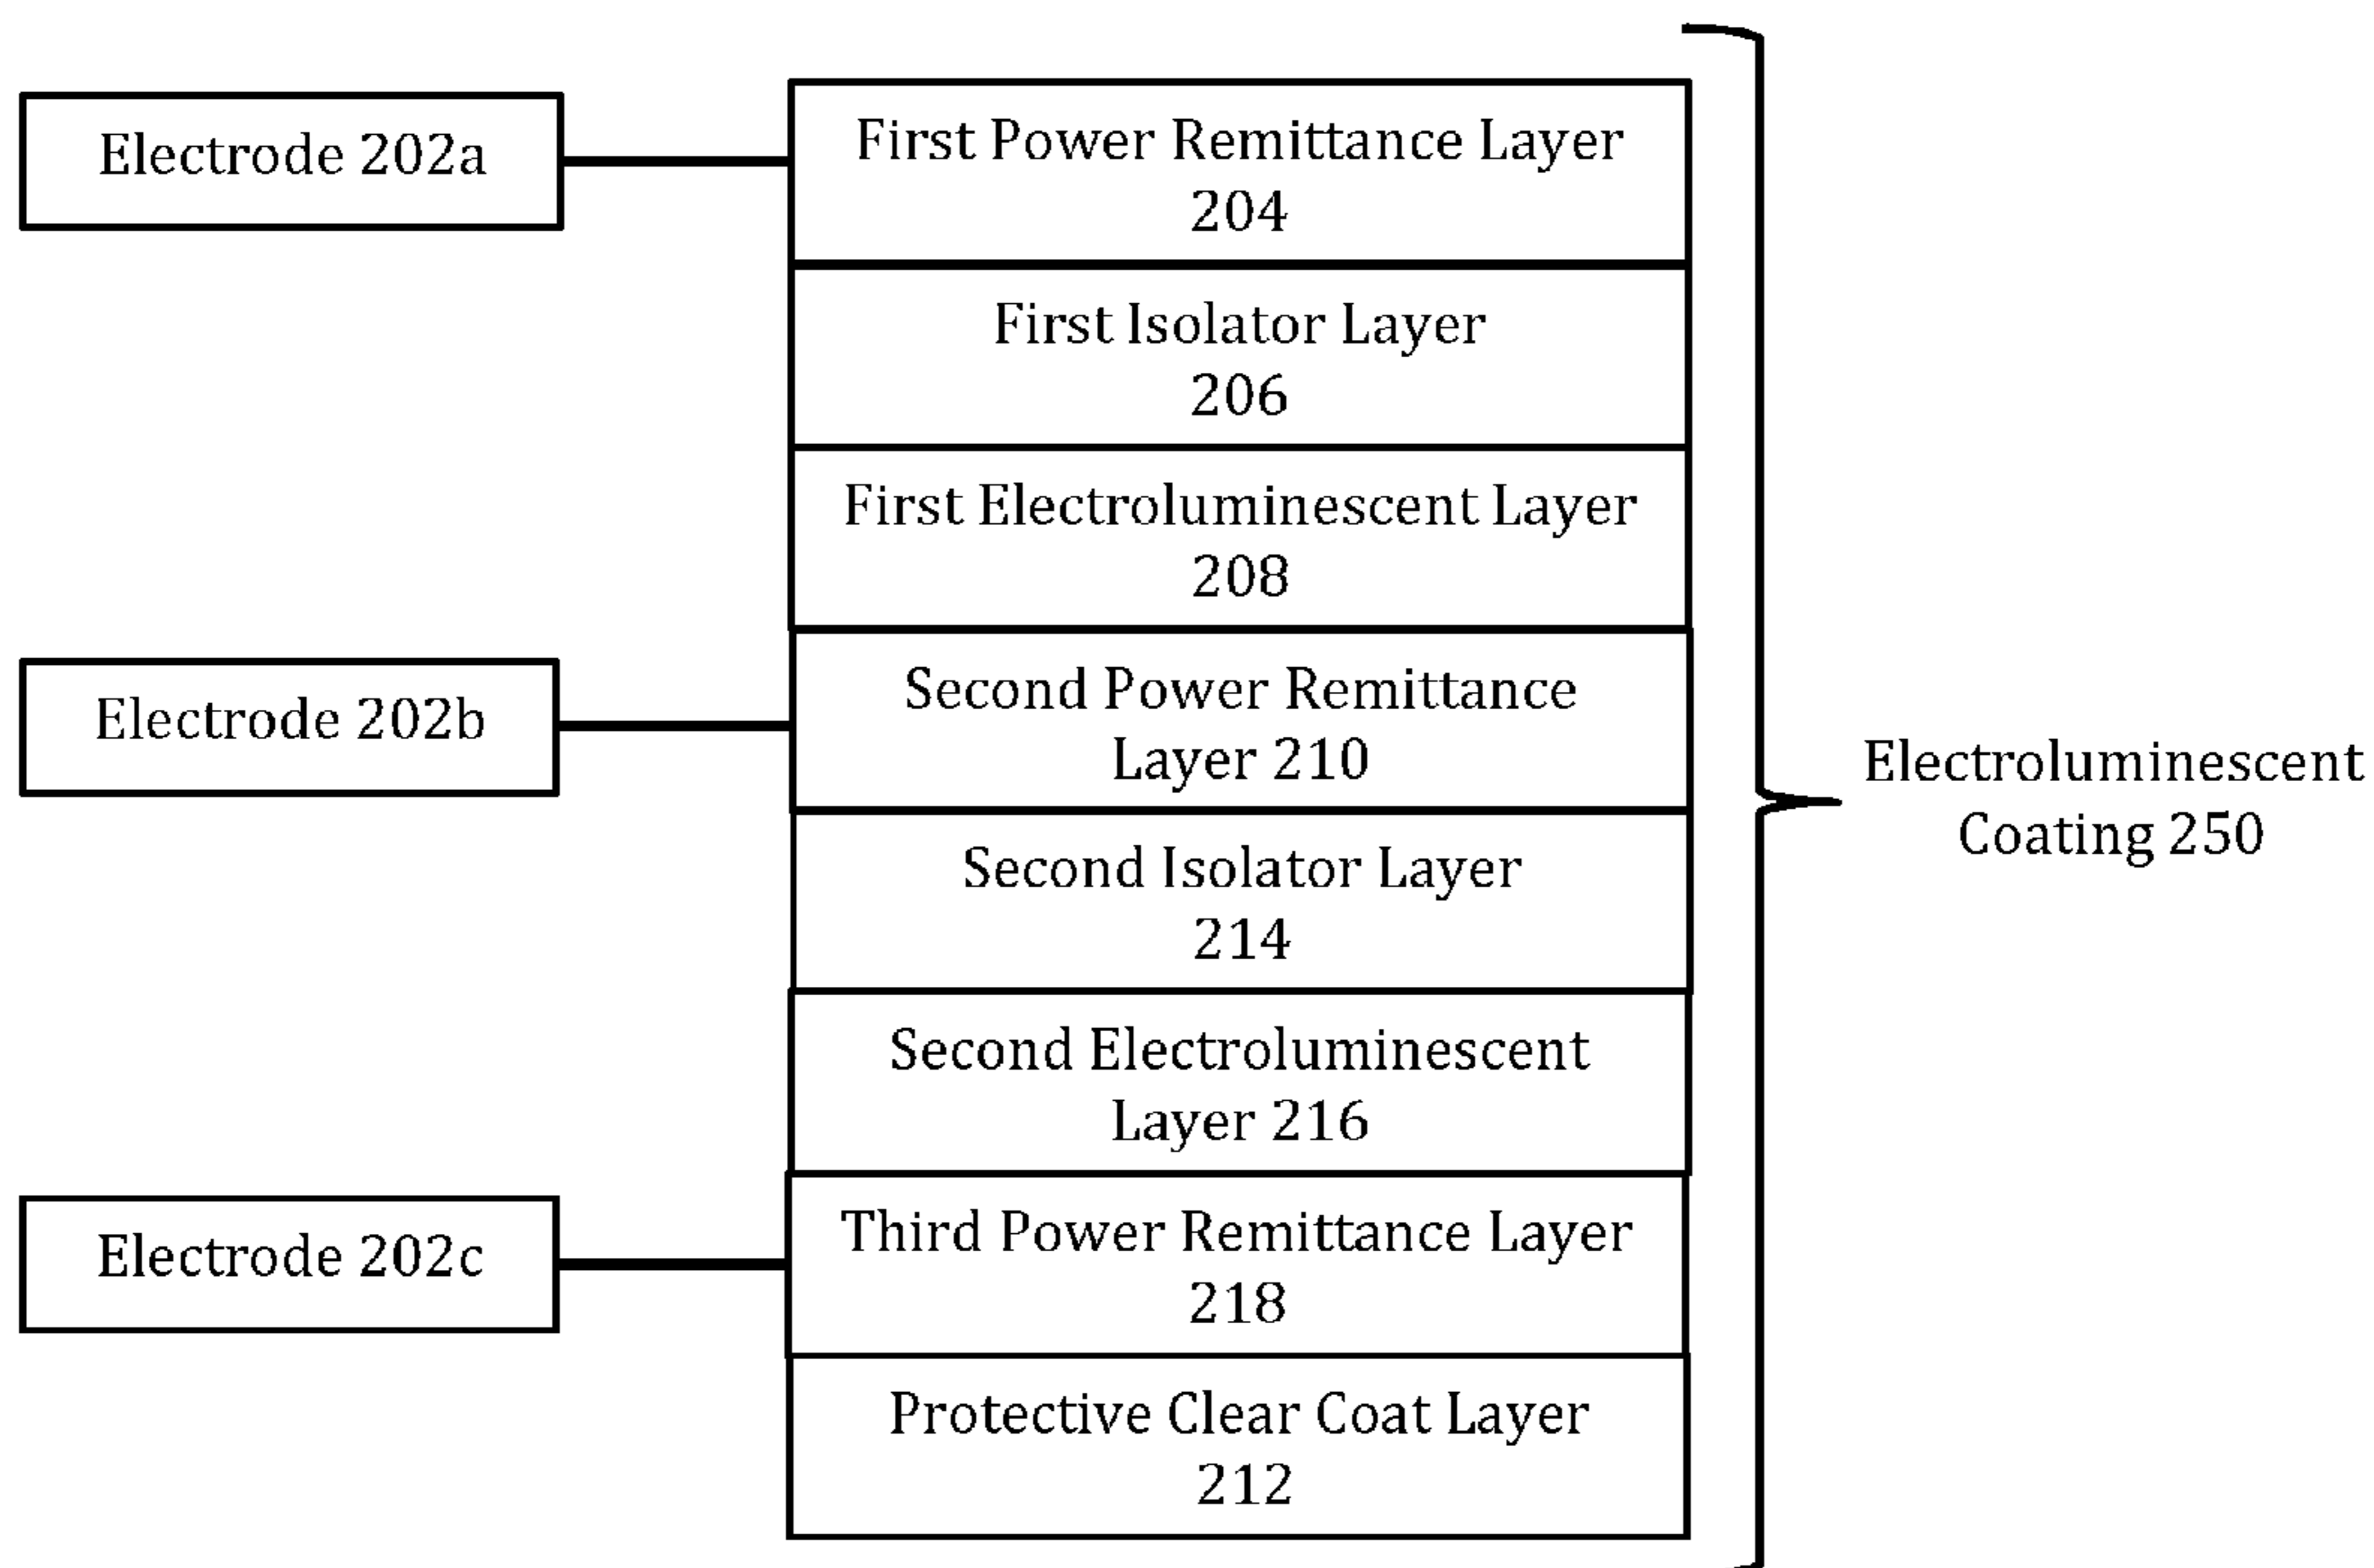 Electrode 202a
First Power Remittance Layer
204
First Isolator Layer
206
First Electroluminescent Layer
208
Electrode 202b
Second Power Remittance
Layer 210
Second Isolator Layer
214
Second Electroluminescent
Layer 216
Electrode 202c
Third Power Remittance Layer
218
Protective Clear Coat Layer
212
Electroluminescent
Coating 250